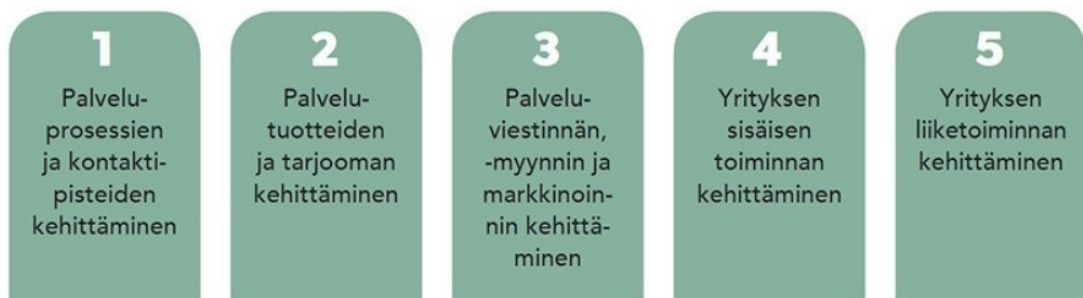 1
Palvelu-
prosessien
ja kontakti-
pisteiden
kehittäminen
2
Palvelu-
tuotteiden
ja tarjooman
kehittäminen
3
Palvelu-
viestinnän,
-myynnin ja
markkinoin-
nin kehittä-
minen
4
Yrityksen
sisäisen
toiminnan
kehittäminen
5
Yrityksen
liiketoiminnan
kehittäminen